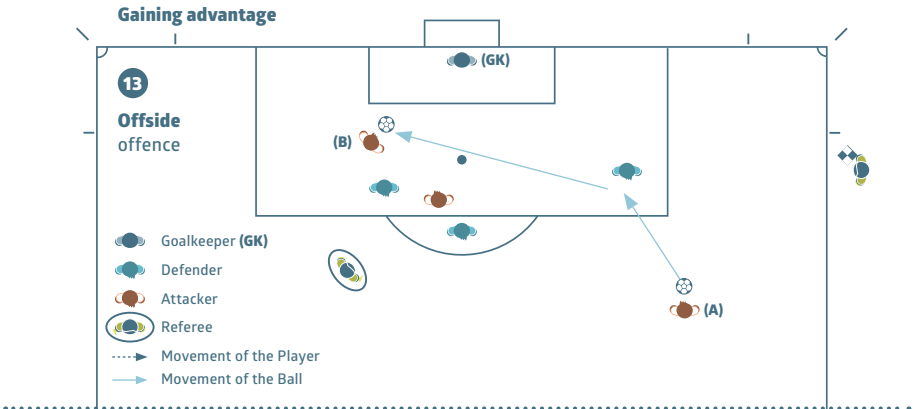 Gaining advantage
(GK)
13
Offside
offence
(B)
Goalkeeper (GK)
Defender
Attacker
(A)
Referee
Movement of the Player
Movement of the Ball